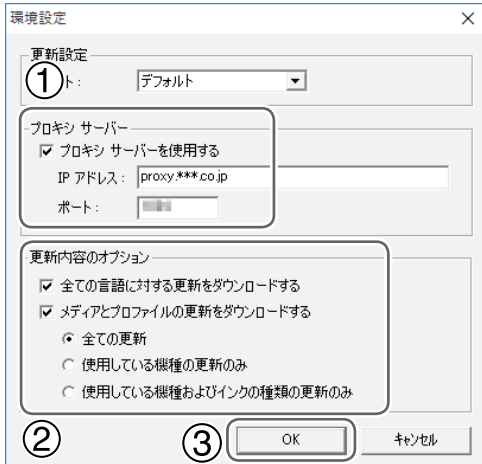 環境設定
更新設定
①
ト:
デフォルト
プロキシ サーバー
プロキシ サーバーを使用する
IP アドレス: proxy.***.co.jp
ポート:
更新内容のオプション
全ての言語に対する更新をダウンロードする
メディアとプロファイルの更新をダウンロードする
全ての更新
使用している機種の更新のみ
使用している機種およびインクの種類の更新のみ
② ③ OK キャンセル